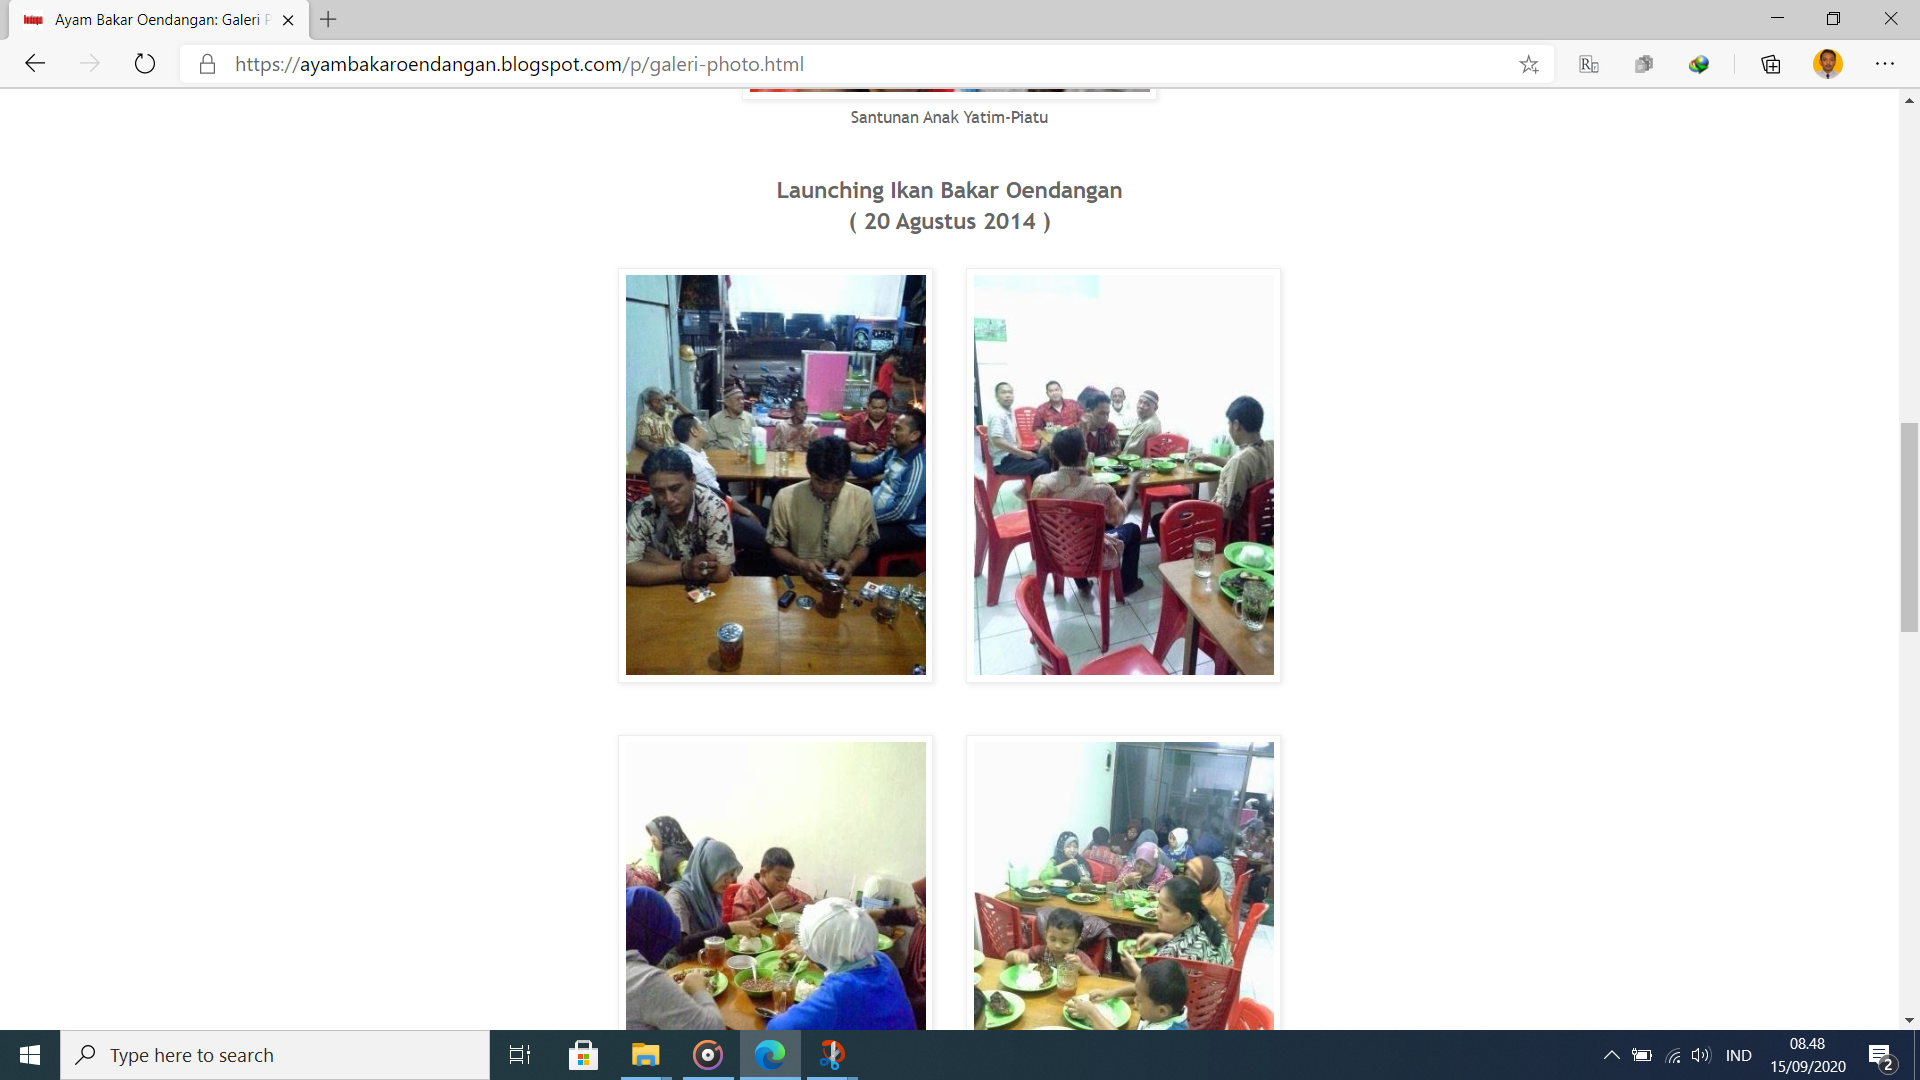 Ayam Bakar Oendangan: Galeri P
https://ayambakaroendangan.blogspot.com/p/galeri-photo.html
Santunan Anak Yatim-Piatu
Launching Ikan Bakar Oendangan
( 20 Agustus 2014 )
Type here to search
IND
08.48
15/09/2020
2